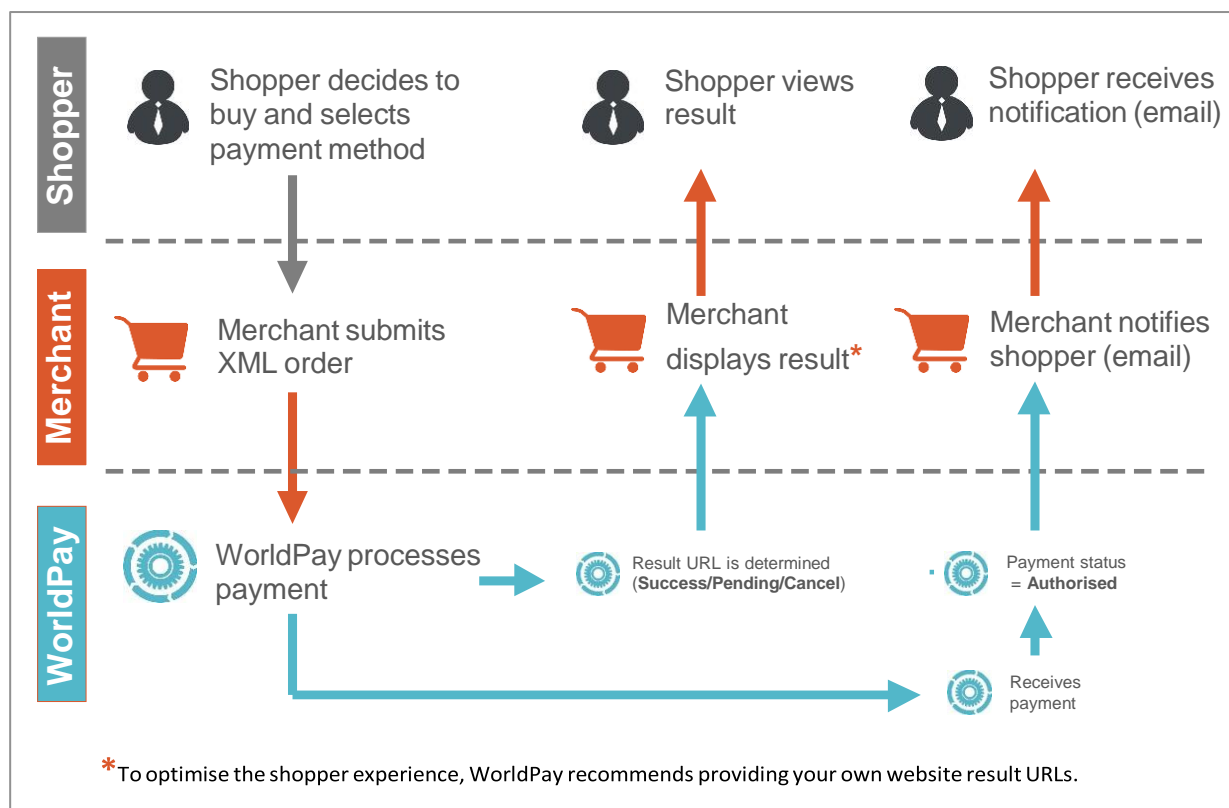 Shopper
Shopper decides to
buy and selects
payment method
Shopper views
result
Shopper receives
notification (email)
Merchant
Merchant submits
XML order
Merchant
displays result*
Merchant notifies
shopper (email)
WorldPay
WorldPay processes
payment
Result URL is determined
(Success/Pending/Cancel)
Payment status
= Authorised
Receives
payment
*To optimise the shopper experience, WorldPay recommends providing your own website result URLs.